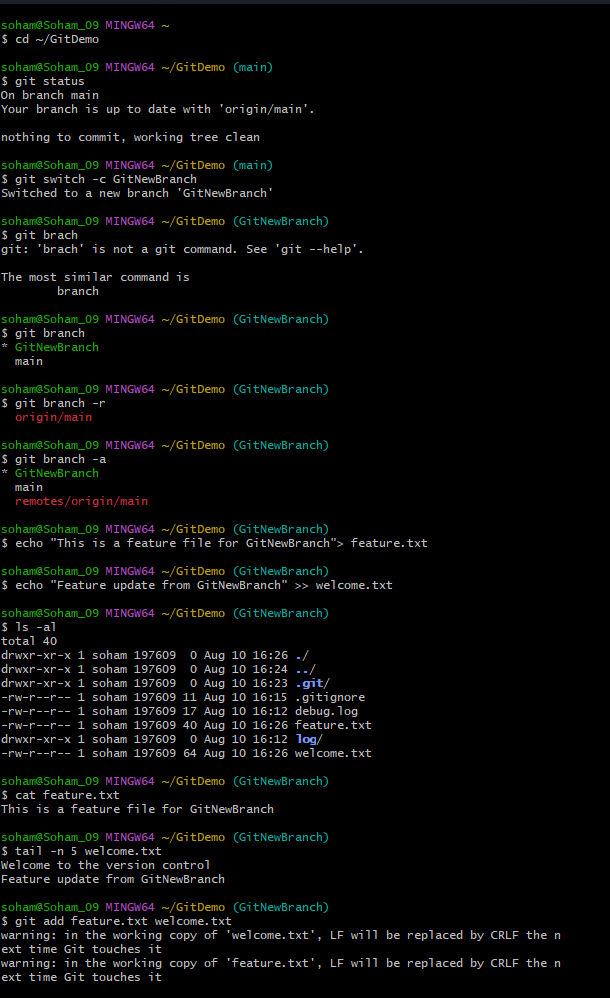 soham@Soham_09 MINGW64 ~
$ cd ~/GitDemo
soham@Soham_09 MINGW64 ~/GitDemo (main)
$ git status
On branch main
Your branch is up to date with 'origin/main'.
nothing to commit, working tree clean
soham@Soham_09 MINGW64 ~/GitDemo (main)
$ git switch -c GitNewBranch
Switched to a new branch 'GitNewBranch'
soham@Soham_09 MINGW64 ~/GitDemo (GitNewBranch)
$ git brach
git: 'brach' is not a git command. See 'git --help'.
The most similar command is
        branch
soham@Soham_09 MINGW64 ~/GitDemo (GitNewBranch)
$ git branch
* GitNewBranch
  main
soham@Soham_09 MINGW64 ~/GitDemo (GitNewBranch)
$ git branch -r
  origin/main
soham@Soham_09 MINGW64 ~/GitDemo (GitNewBranch)
$ git branch -a
* GitNewBranch
  main
  remotes/origin/main
soham@Soham_09 MINGW64 ~/GitDemo (GitNewBranch)
$ echo "This is a feature file for GitNewBranch"> feature.txt
soham@Soham_09 MINGW64 ~/GitDemo (GitNewBranch)
$ echo "Feature update from GitNewBranch" >> welcome.txt
soham@Soham_09 MINGW64 ~/GitDemo (GitNewBranch)
$ ls -al
total 40
drwxr-xr-x 1 soham 197609  0 Aug 10 16:26 ./
drwxr-xr-x 1 soham 197609  0 Aug 10 16:24 ../
drwxr-xr-x 1 soham 197609  0 Aug 10 16:23 .git/
-rw-r--r-- 1 soham 197609 11 Aug 10 16:15 .gitignore
-rw-r--r-- 1 soham 197609 17 Aug 10 16:12 debug.log
-rw-r--r-- 1 soham 197609 40 Aug 10 16:26 feature.txt
drwxr-xr-x 1 soham 197609  0 Aug 10 16:12 log/
-rw-r--r-- 1 soham 197609 64 Aug 10 16:26 welcome.txt
soham@Soham_09 MINGW64 ~/GitDemo (GitNewBranch)
$ cat feature.txt
This is a feature file for GitNewBranch
soham@Soham_09 MINGW64 ~/GitDemo (GitNewBranch)
$ tail -n 5 welcome.txt
Welcome to the version control
Feature update from GitNewBranch
soham@Soham_09 MINGW64 ~/GitDemo (GitNewBranch)
$ git add feature.txt welcome.txt
warning: in the working copy of 'welcome.txt', LF will be replaced by CRLF the n
ext time Git touches it
warning: in the working copy of 'feature.txt', LF will be replaced by CRLF the n
ext time Git touches it